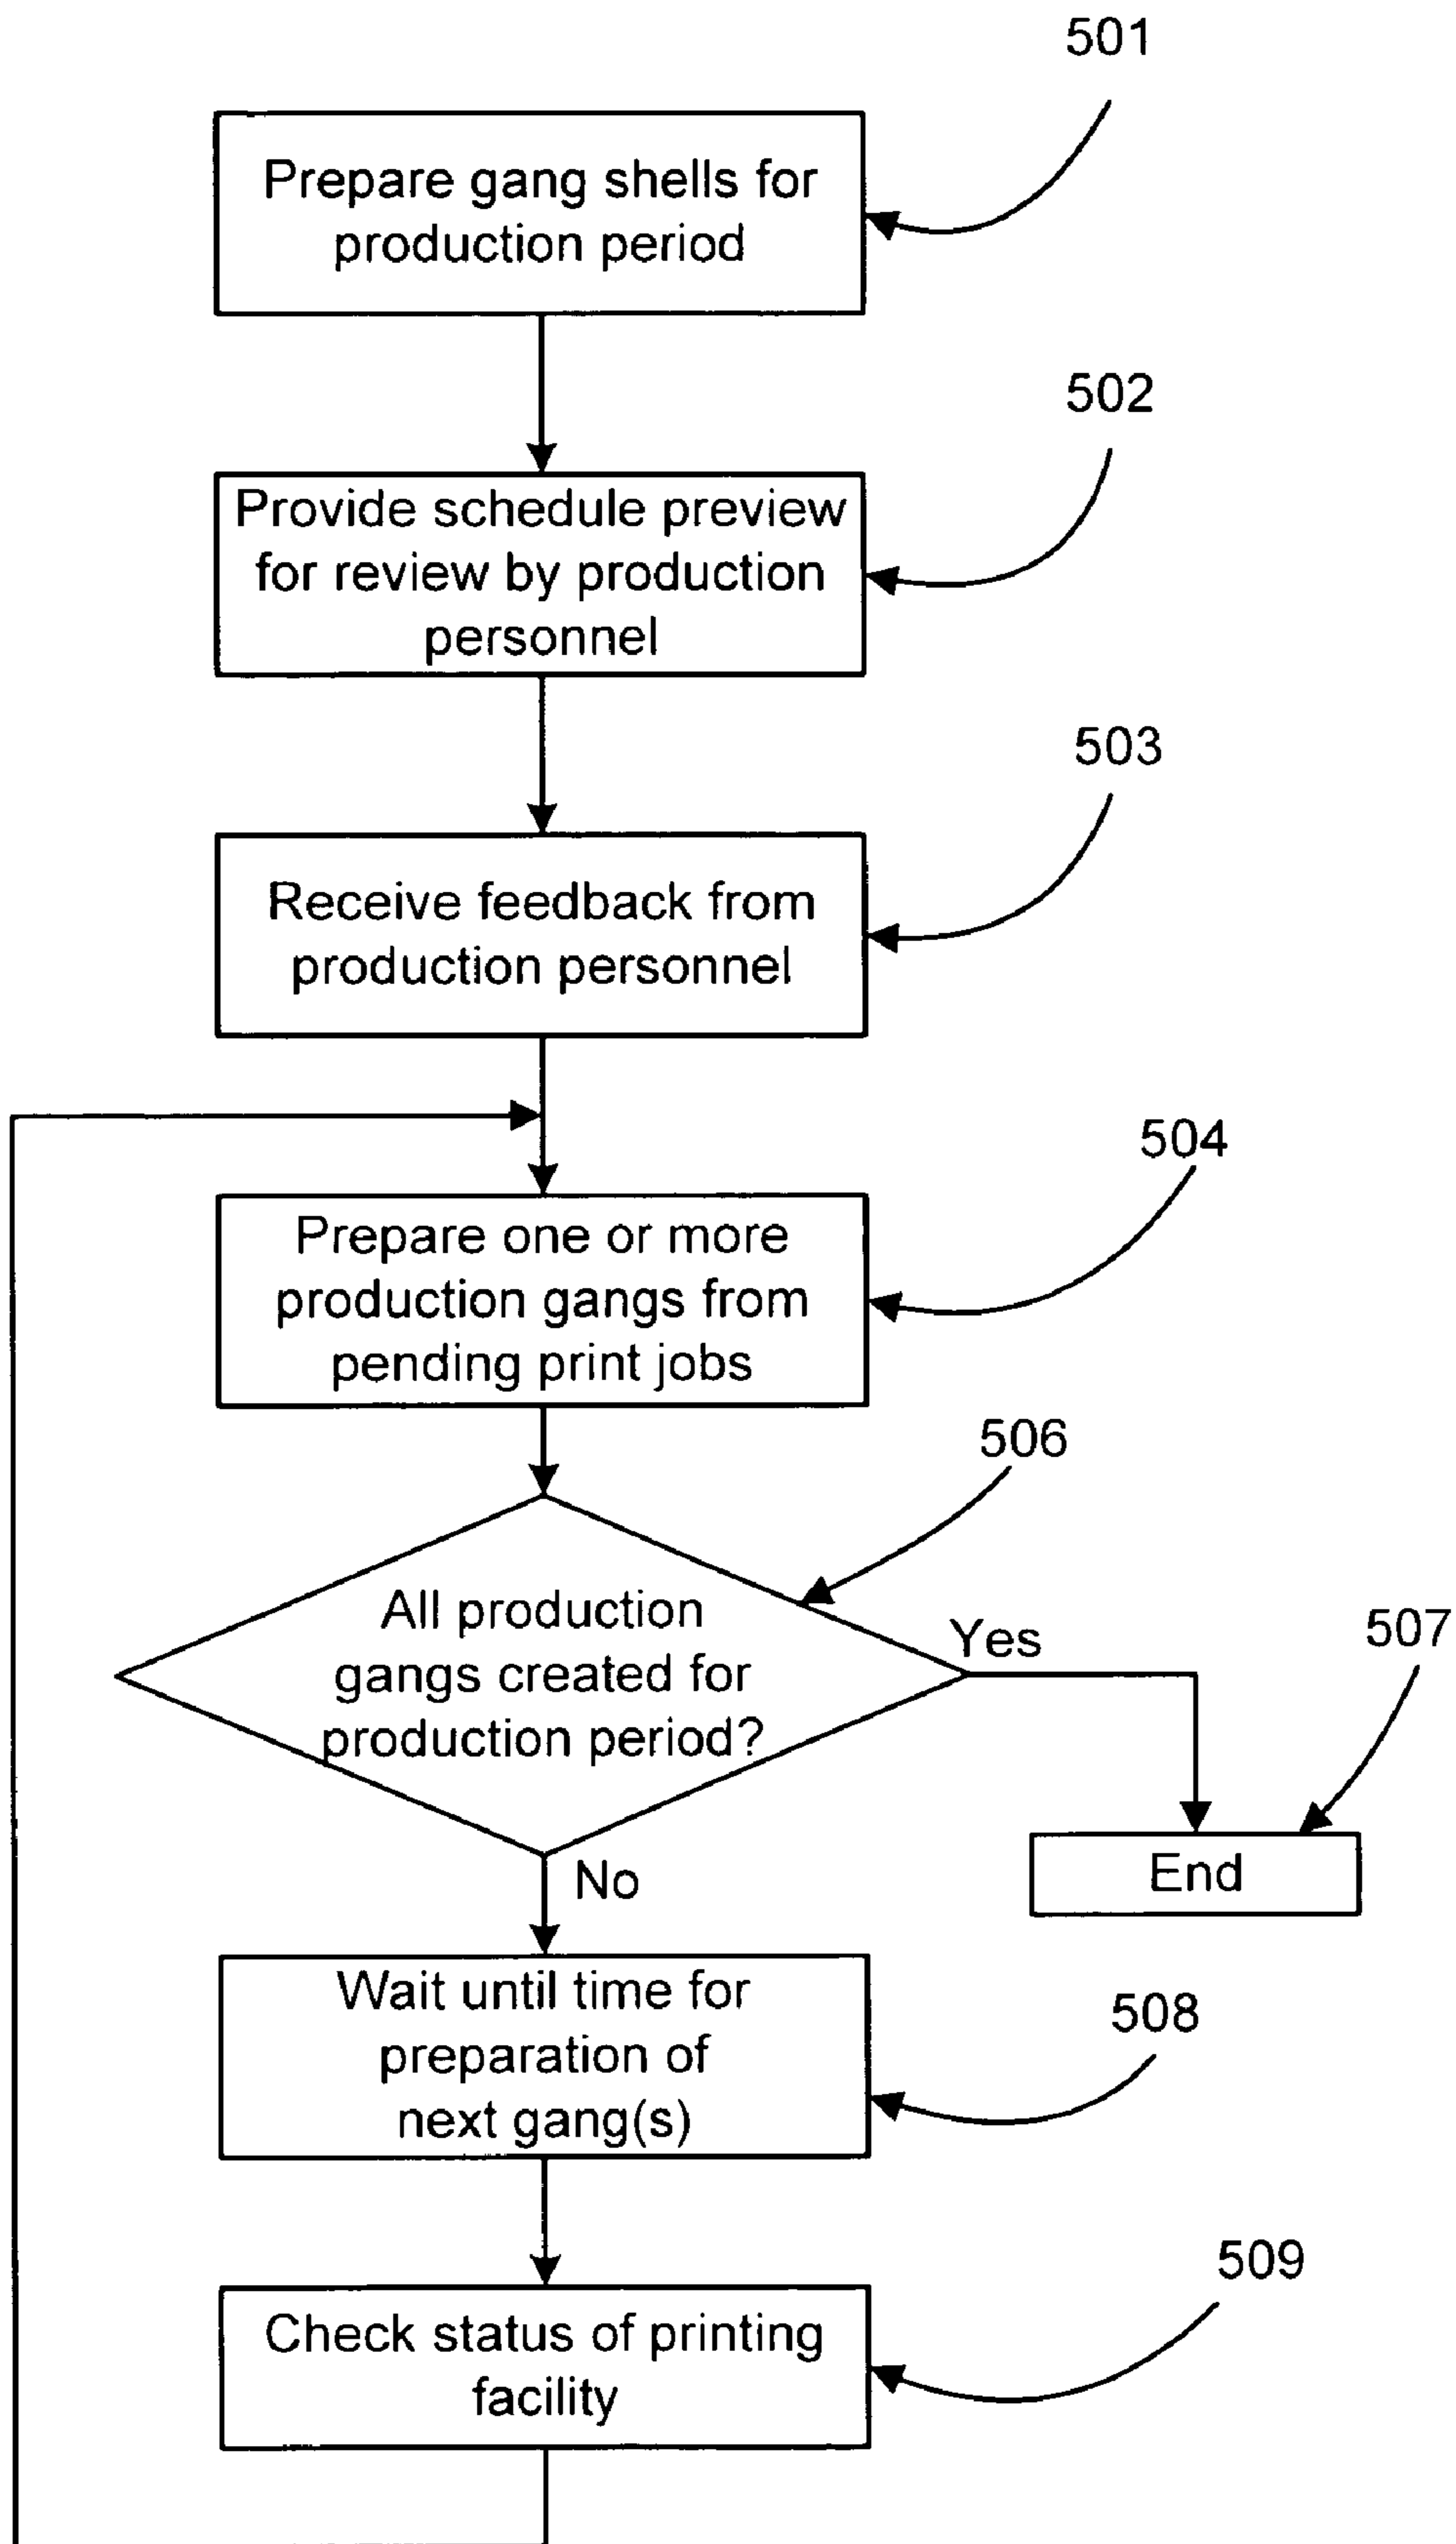 501
Prepare gang shells for
production period
502
Provide schedule preview
for review by production
personnel
503
Receive feedback from
production personnel
504
Prepare one or more
production gangs from
pending print jobs
506
All production
gangs created for
production period?
Yes
507
End
No
Wait until time for
preparation of
next gang(s)
508
509
Check status of printing
facility